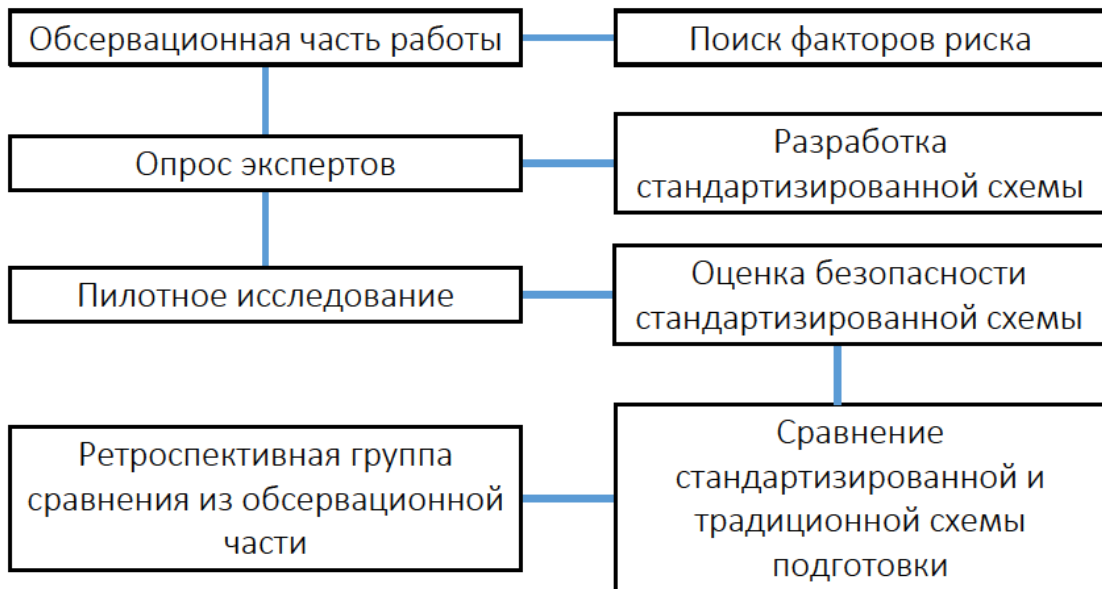 Обсервационная часть работы
Поиск факторов риска
Опрос экспертов
Разработка
стандартизированной схемы
Пилотное исследование
Оценка безопасности
стандартизированной схемы
Ретроспективная группа
сравнения из обсервационной
части
Сравнение
стандартизированной и
традиционной схемы
подготовки